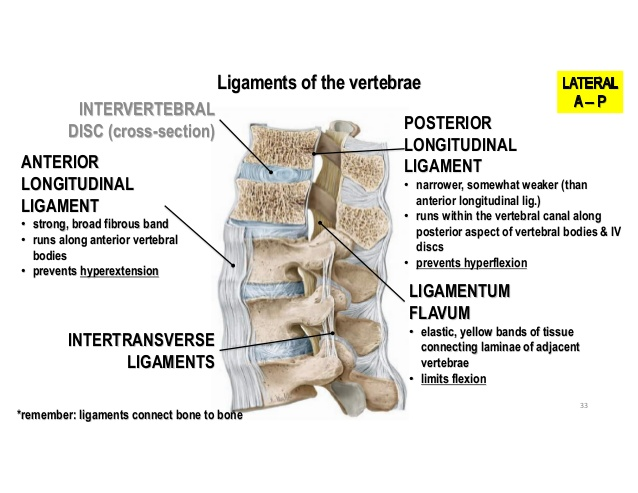 Ligaments of the vertebrae
LATERAL
A – P
INTERVERTEBRAL
DISC (cross-section)
ANTERIOR
LONGITUDINAL
LIGAMENT
• strong, broad fibrous band
• runs along anterior vertebral
bodies
• prevents hyperextension
INTERTRANSVERSE
LIGAMENTS
*remember: ligaments connect bone to bone
POSTERIOR
LONGITUDINAL
LIGAMENT
• narrower, somewhat weaker (than
anterior longitudinal lig.)
• runs within the vertebral canal along
posterior aspect of vertebral bodies & IV
discs
• prevents hyperflexion
LIGAMENTUM
FLAVUM
• elastic, yellow bands of tissue
connecting laminae of adjacent
vertebrae
• limits flexion
33